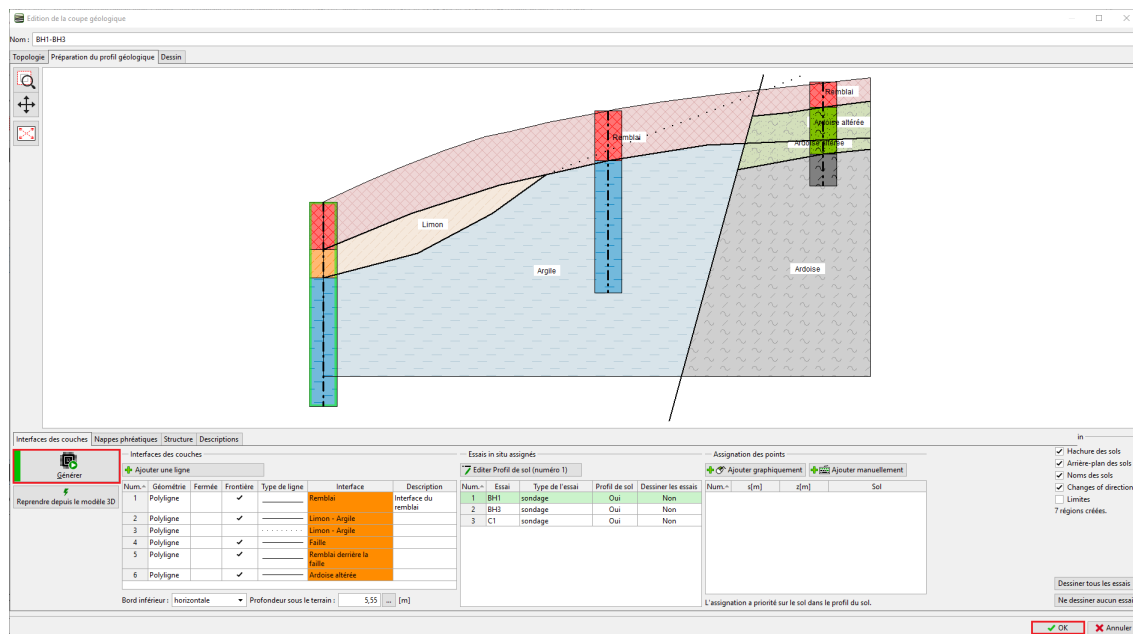 Edition de la coupe géologique
Nom : BH1-BH3
Topologie Préparation du profil géologique Dessin
Remblai
Ardoise altérée
Remblai
Ardoise altérée
Limon
Argile
Ardoise
Interfaces des couches Nappes phréatiques Structure Descriptions
Générer
Reprendre depuis le modèle 3D
Interfaces des couches
Ajouter une ligne
Num. Géométrie Fermée Frontière Type de ligne Interface Description
1 Polyligne Remblai Interface du remblai
2 Polyligne Limon - Argile
3 Polyligne Limon - Argile
4 Polyligne Faille
5 Polyligne Remblai derrière la faille
6 Polyligne Ardoise altérée
Bord inférieur : horizontale Profondeur sous le terrain : 5,55 ... [m]
Essais in situ assignés
Editer Profil de sol (numéro 1)
Num. Essai Type de l'essai Profil de sol Dessiner les essais
1 BH1 sondage Oui Non
2 BH3 sondage Oui Non
3 C1 sondage Oui Non
Assignation des points
Ajouter graphiquement Ajouter manuellement
Num. s[m] z[m] Sol
L'assignation a priorité sur le sol dans le profil du sol.
in
Hachure des sols
Arrière-plan des sols
Noms des sols
Changes of direction
Limites
7 régions créées.
Dessiner tous les essais
Ne dessiner aucun essai
OK Annuler